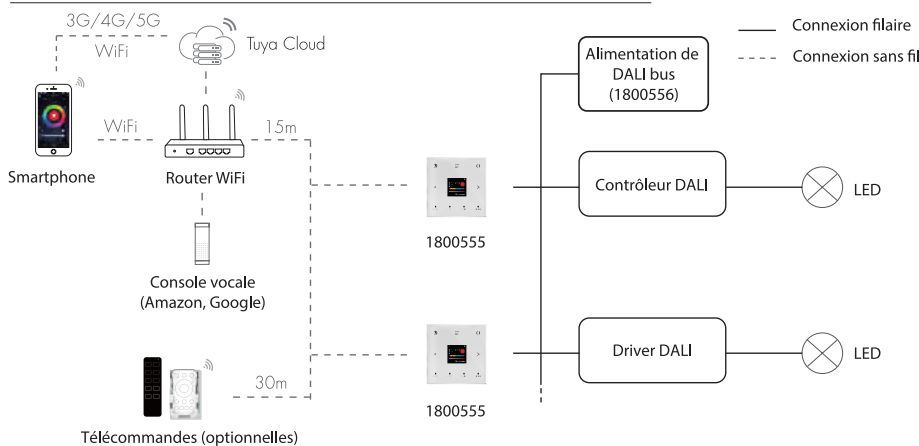 3G/4G/5G
WiFi
Tuya Cloud
Alimentation de
DALI bus
(1800556)
Connexion filaire
Connexion sans fil
WiFi
15m
Smartphone
Router WiFi
Contrôleur DALI
LED
1800555
Console vocale
(Amazon, Google)
Driver DALI
LED
30m
1800555
Télécommandes (optionnelles)